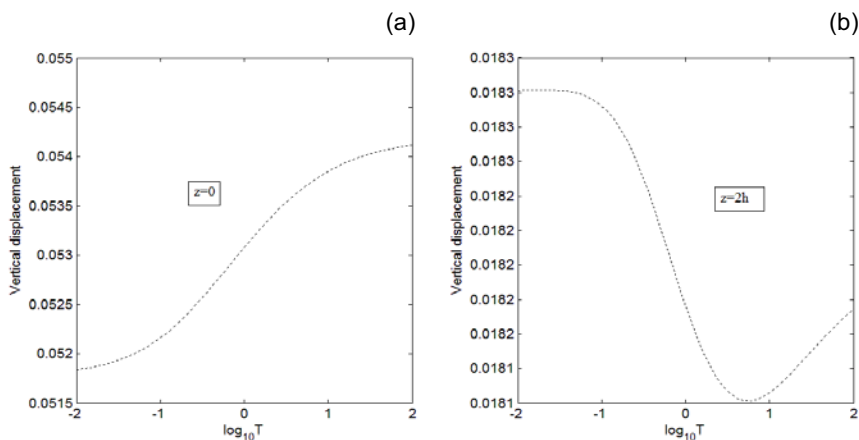 (a)
0.055
0.0545
0.054
0.0535
0.053
0.0525
0.052
0.0515
Vertical displacement
z=0
-2 -1 0 1 2
log10T
(b)
0.0183
0.0183
0.0183
0.0183
0.0182
0.0182
0.0182
0.0182
0.0182
0.0181
0.0181
Vertical displacement
z=2h
-2 -1 0 1 2
log10T